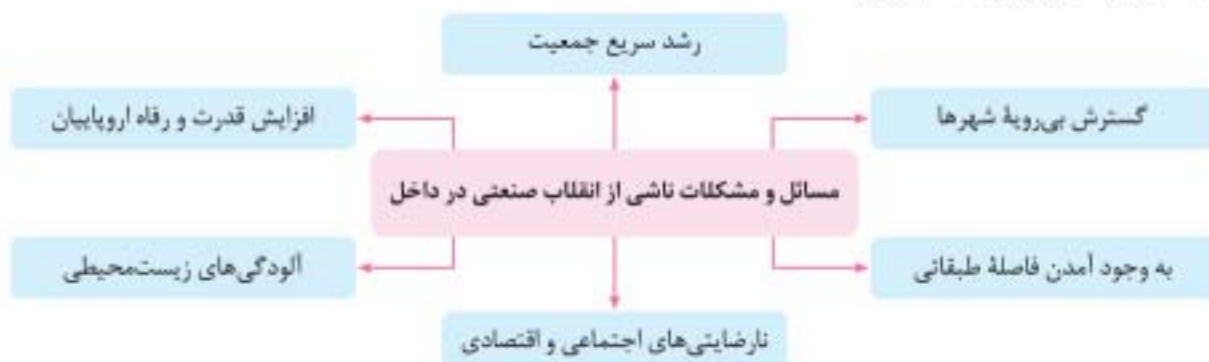 رشد سریع جمعیت
گسترش بی‌رویهٔ شهرها
افزایش قدرت و رفاه اروپاییان
مسائل و مشکلات ناشی از انقلاب صنعتی در داخل
به وجود آمدن فاصلهٔ طبقاتی
آلودگی‌های زیست‌محیطی
نارضایتی‌های اجتماعی و اقتصادی